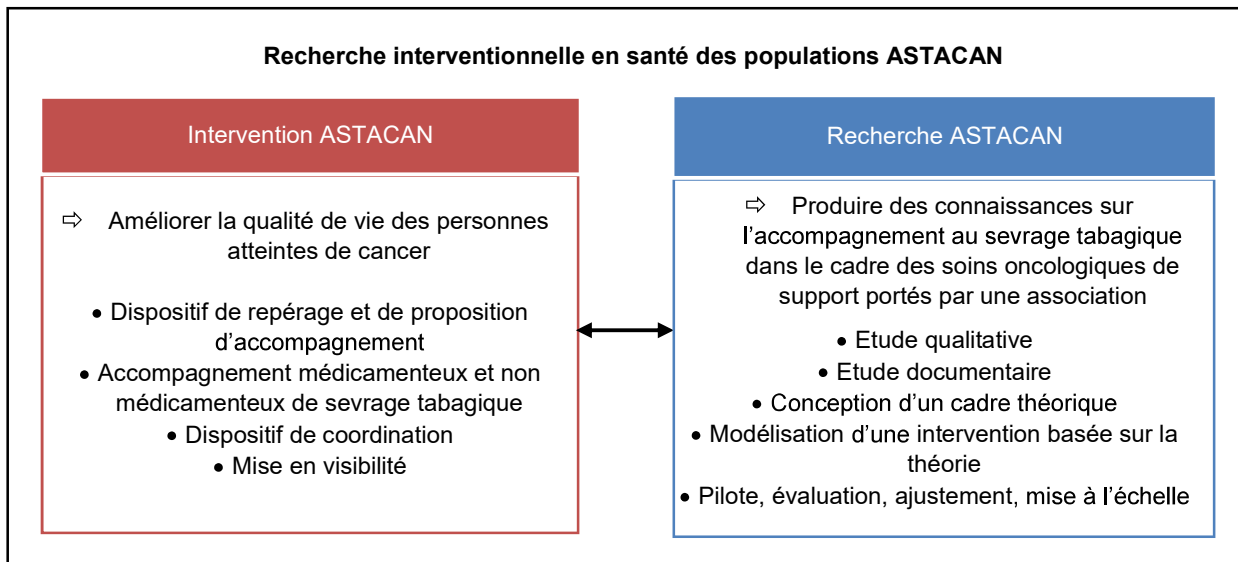 Recherche interventionnelle en santé des populations ASTACAN
Intervention ASTACAN
⇨ Améliorer la qualité de vie des personnes
atteintes de cancer
• Dispositif de repérage et de proposition
d'accompagnement
• Accompagnement médicamenteux et non
médicamenteux de sevrage tabagique
• Dispositif de coordination
• Mise en visibilité
Recherche ASTACAN
⇨ Produire des connaissances sur
l'accompagnement au sevrage tabagique
dans le cadre des soins oncologiques de
support portés par une association
• Etude qualitative
• Etude documentaire
• Conception d'un cadre théorique
• Modélisation d'une intervention basée sur la
théorie
• Pilote, évaluation, ajustement, mise à l'échelle